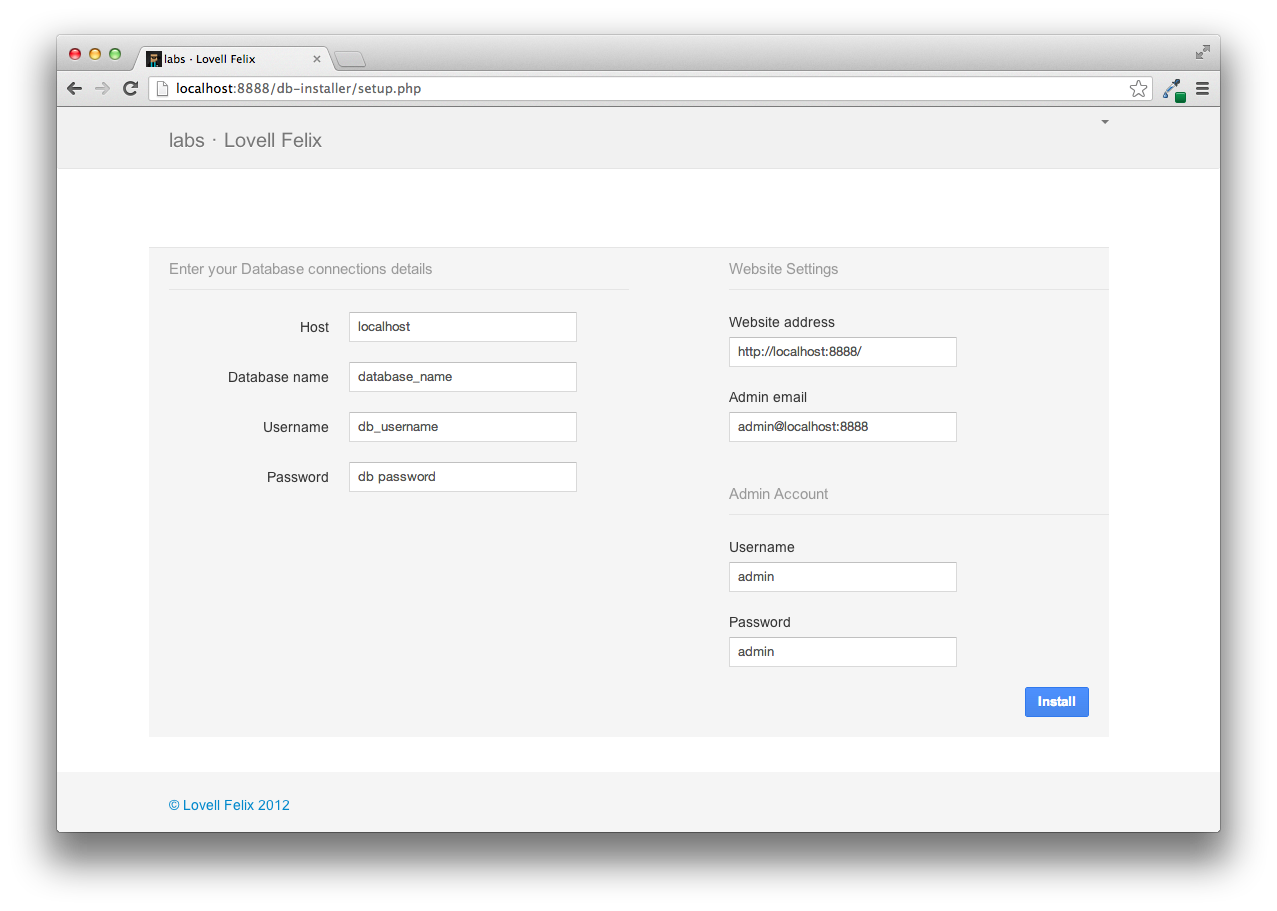 labs · Lovell Felix
localhost:8888/db-installer/setup.php
labs · Lovell Felix
Enter your Database connections details
Host
localhost
Database name
database_name
Username
db_username
Password
db password
Website Settings
Website address
http://localhost:8888/
Admin email
admin@localhost:8888
Admin Account
Username
admin
Password
admin
Install
© Lovell Felix 2012